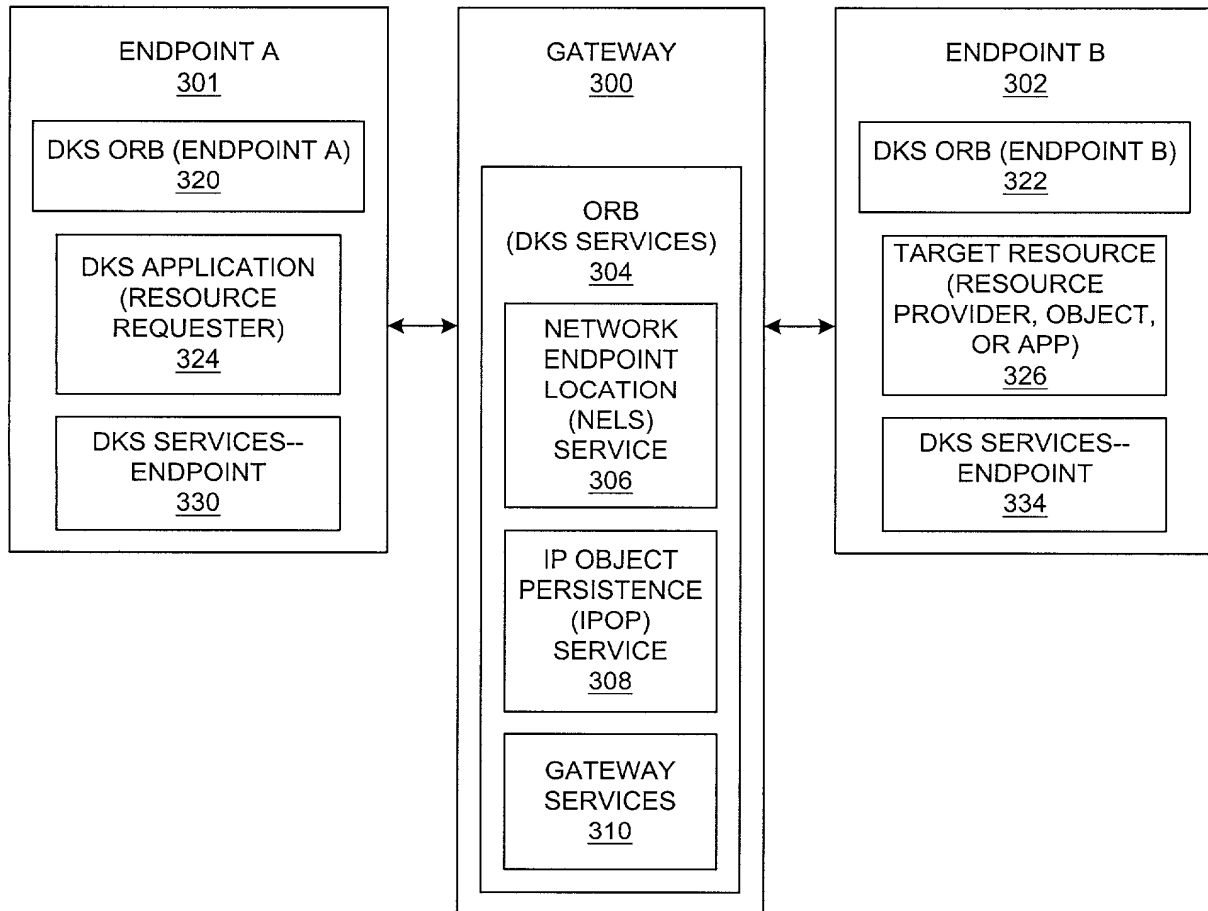 ENDPOINT A
301
DKS ORB (ENDPOINT A)
320
DKS APPLICATION
(RESOURCE
REQUESTER)
324
DKS SERVICES--
ENDPOINT
330
GATEWAY
300
ORB
(DKS SERVICES)
304
NETWORK
ENDPOINT
LOCATION
(NELS)
SERVICE
306
IP OBJECT
PERSISTENCE
(IPOP)
SERVICE
308
GATEWAY
SERVICES
310
ENDPOINT B
302
DKS ORB (ENDPOINT B)
322
TARGET RESOURCE
(RESOURCE
PROVIDER, OBJECT,
OR APP)
326
DKS SERVICES--
ENDPOINT
334